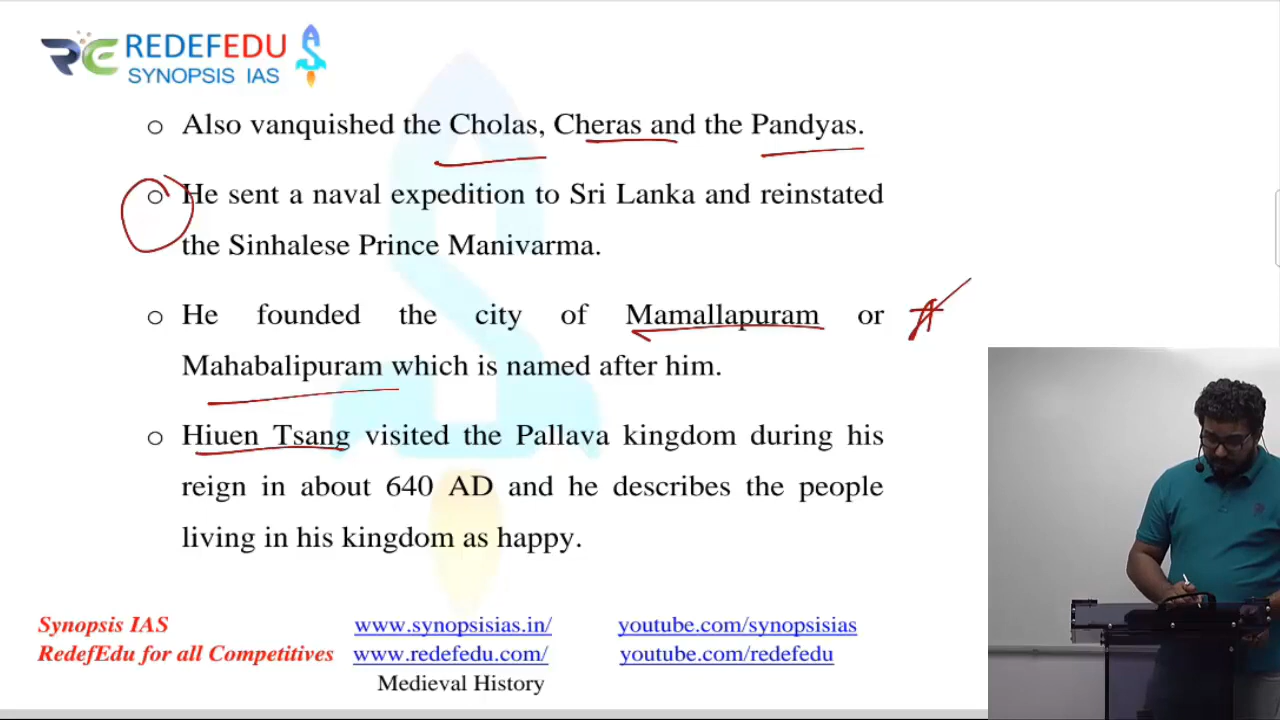 REDEFEDU
SYNOPSIS IAS
o Also vanquished the Cholas, Cheras and the Pandyas.
o He sent a naval expedition to Sri Lanka and reinstated
the Sinhalese Prince Manivarma.
o He founded the city of Mamallapuram or
Mahabalipuram which is named after him.
o Hiuen Tsang visited the Pallava kingdom during his
reign in about 640 AD and he describes the people
living in his kingdom as happy.
Synopsis IAS www.synopsisias.in/ youtube.com/synopsisias
RedefEdu for all Competitives www.redefedu.com/ youtube.com/redefedu
Medieval History